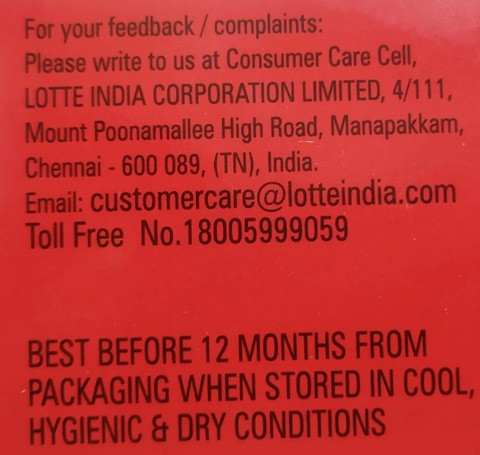 For your feedback / complaints:
Please write to us at Consumer Care Cell,
LOTTE INDIA CORPORATION LIMITED, 4/111,
Mount Poonamallee High Road, Manapakkam,
Chennai - 600 089, (TN), India.
Email: customercare@lotteindia.com
Toll Free No.18005999059
BEST BEFORE 12 MONTHS FROM
PACKAGING WHEN STORED IN COOL,
HYGIENIC & DRY CONDITIONS